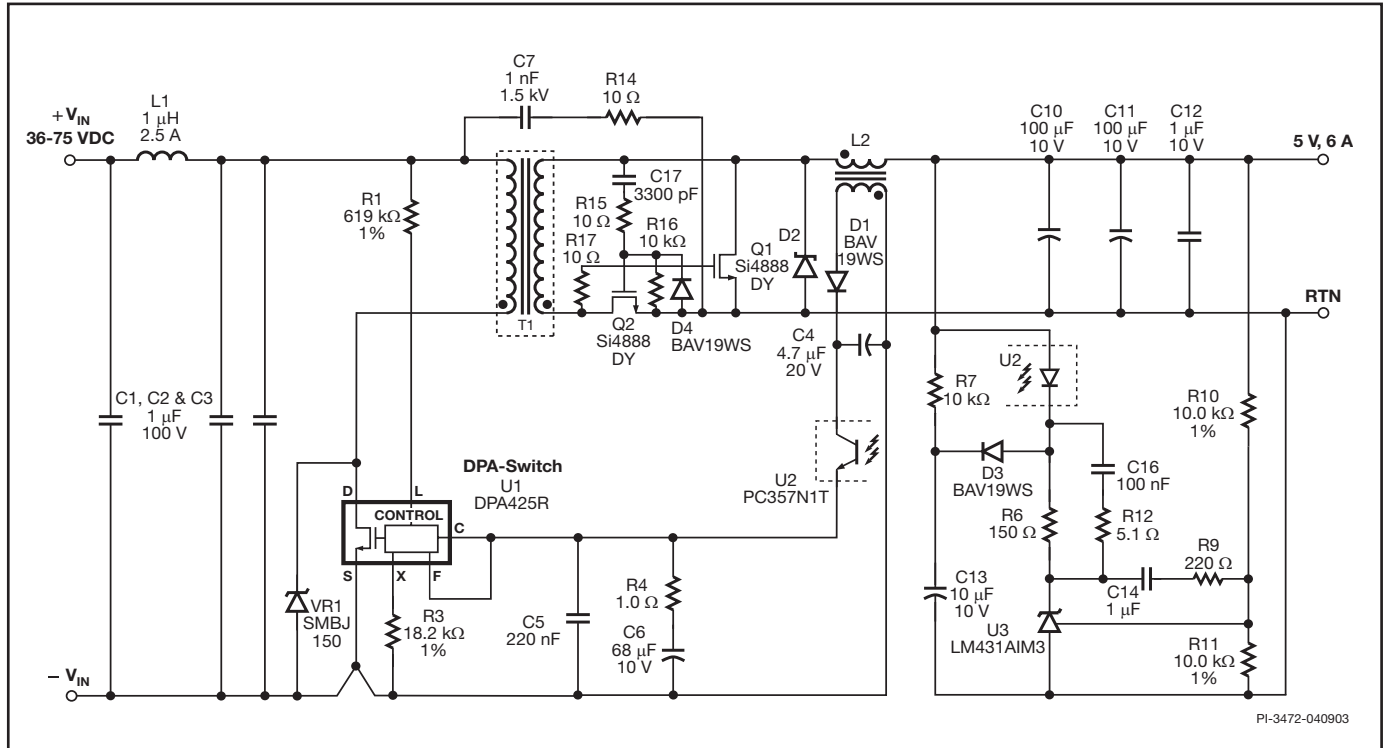 C7
1 nF
1.5 kV
R14
10 Ω
L1
1 μH
2.5 A
+ VIN
36-75 VDC
C10
100 μF
10 V
C11
100 μF
10 V
C12
1 μF
10 V
5 V, 6 A
L2
R1
619 kΩ
1%
C17
3300 pF
R15
10 Ω
R16
10 kΩ
R17
10 Ω
Q1
Si4888
DY
D2
D1
BAV
19WS
T1
Q2
Si4888
DY
D4
BAV19WS
C4
4.7 μF
20 V
RTN
U2
R7
10 kΩ
R10
10.0 kΩ
1%
C1, C2 & C3
1 μF
100 V
DPA-Switch
U1
DPA425R
D
L
CONTROL
C
S
X
F
U2
PC357N1T
D3
BAV19WS
C16
100 nF
R6
150 Ω
R12
5.1 Ω
R9
220 Ω
VR1
SMBJ
150
R3
18.2 kΩ
1%
C5
220 nF
R4
1.0 Ω
C6
68 μF
10 V
C13
10 μF
10 V
C14
1 μF
U3
LM431AIM3
R11
10.0 kΩ
1%
− VIN
PI-3472-040903